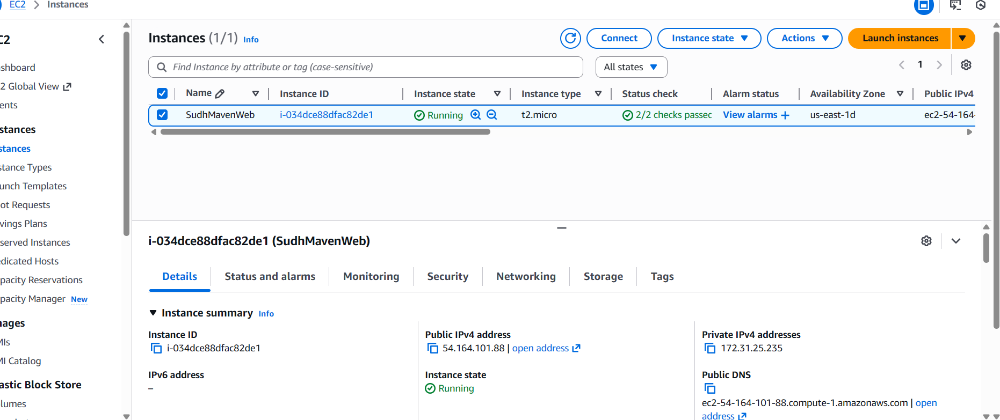 EC2 > Instances
C2
shboard
2 Global View
ents
stances
stances
stance Types
unch Templates
ot Requests
vings Plans
served Instances
edicated Hosts
pacity Reservations
pacity Manager New
nages
MIs
MI Catalog
astic Block Store
lumes
Instances (1/1) Info
Connect
Instance state
Actions
Launch instances
Find Instance by attribute or tag (case-sensitive)
All states
1
Name Instance ID Instance state Instance type Status check Alarm status Availability Zone Public IPv4
SudhMavenWeb i-034dce88dfac82de1 Running t2.micro 2/2 checks passed View alarms + us-east-1d ec2-54-164-
i-034dce88dfac82de1 (SudhMavenWeb)
Details Status and alarms Monitoring Security Networking Storage Tags
Instance summary Info
Instance ID
i-034dce88dfac82de1
Public IPv4 address
54.164.101.88 | open address
Private IPv4 addresses
172.31.25.235
IPv6 address
–
Instance state
Running
Public DNS
ec2-54-164-101-88.compute-1.amazonaws.com | open
address